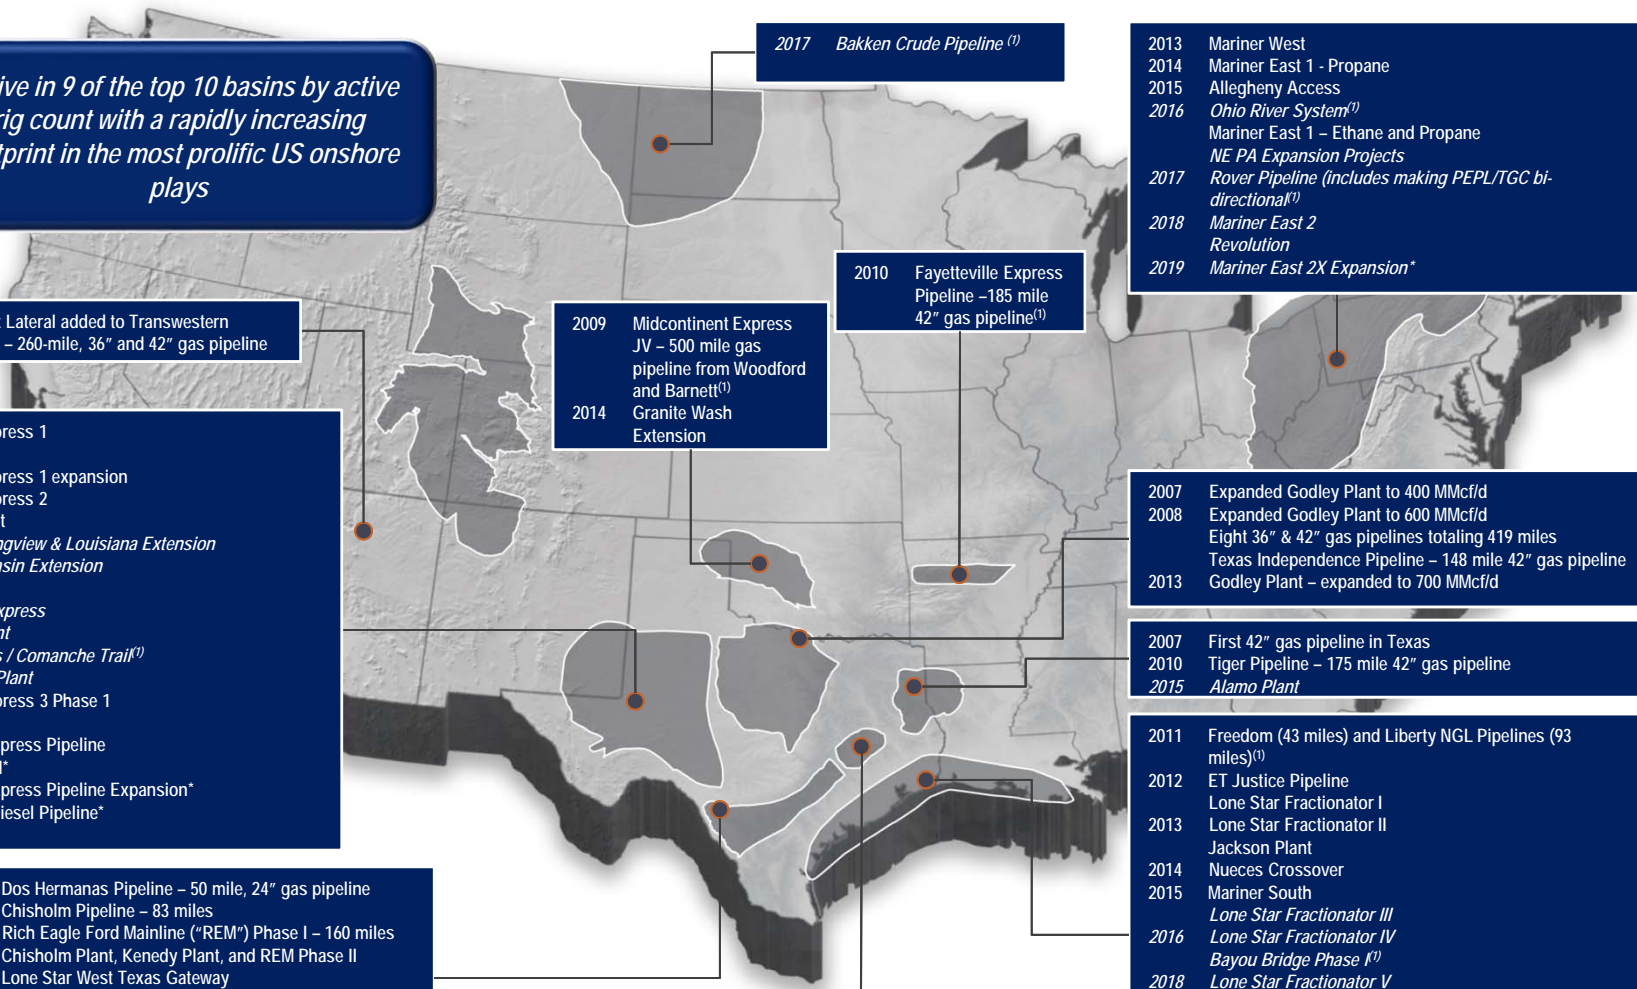 ive in 9 of the top 10 basins by active
rig count with a rapidly increasing
tprint in the most prolific US onshore
plays
2017 Bakken Crude Pipeline (1)
2013 Mariner West
2014 Mariner East 1 - Propane
2015 Allegheny Access
2016 Ohio River System(1)
Mariner East 1 – Ethane and Propane
NE PA Expansion Projects
2017 Rover Pipeline (includes making PEPL/TGC bi-
directional(1)
2018 Mariner East 2
Revolution
2019 Mariner East 2X Expansion*
2010 Fayetteville Express
Pipeline –185 mile
42” gas pipeline(1)
2009 Midcontinent Express
JV – 500 mile gas
pipeline from Woodford
and Barnett(1)
2014 Granite Wash
Extension
Lateral added to Transwestern
– 260-mile, 36” and 42” gas pipeline
press 1
press 1 expansion
press 2
t
ngview & Louisiana Extension
asin Extension
xpress
nt
s / Comanche Trail(1)
Plant
press 3 Phase 1
press Pipeline
l*
press Pipeline Expansion*
iesel Pipeline*
2007 Expanded Godley Plant to 400 MMcf/d
2008 Expanded Godley Plant to 600 MMcf/d
Eight 36” & 42” gas pipelines totaling 419 miles
Texas Independence Pipeline – 148 mile 42” gas pipeline
2013 Godley Plant – expanded to 700 MMcf/d
2007 First 42” gas pipeline in Texas
2010 Tiger Pipeline – 175 mile 42” gas pipeline
2015 Alamo Plant
2011 Freedom (43 miles) and Liberty NGL Pipelines (93
miles)(1)
2012 ET Justice Pipeline
Lone Star Fractionator I
2013 Lone Star Fractionator II
Jackson Plant
2014 Nueces Crossover
2015 Mariner South
Lone Star Fractionator III
2016 Lone Star Fractionator IV
Bayou Bridge Phase I(1)
2018 Lone Star Fractionator V
Dos Hermanas Pipeline – 50 mile, 24” gas pipeline
Chisholm Pipeline – 83 miles
Rich Eagle Ford Mainline (“REM”) Phase I – 160 miles
Chisholm Plant, Kenedy Plant, and REM Phase II
Lone Star West Texas Gateway